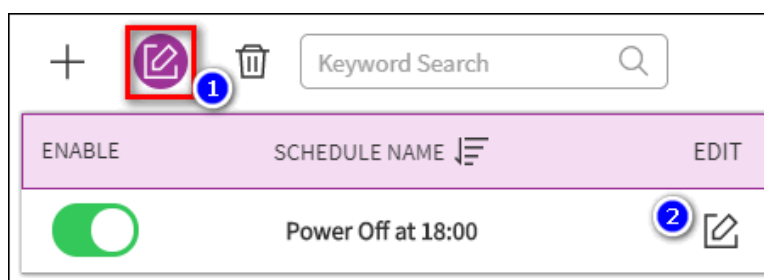 Keyword Search
1
ENABLE SCHEDULE NAME EDIT
Power Off at 18:00 2